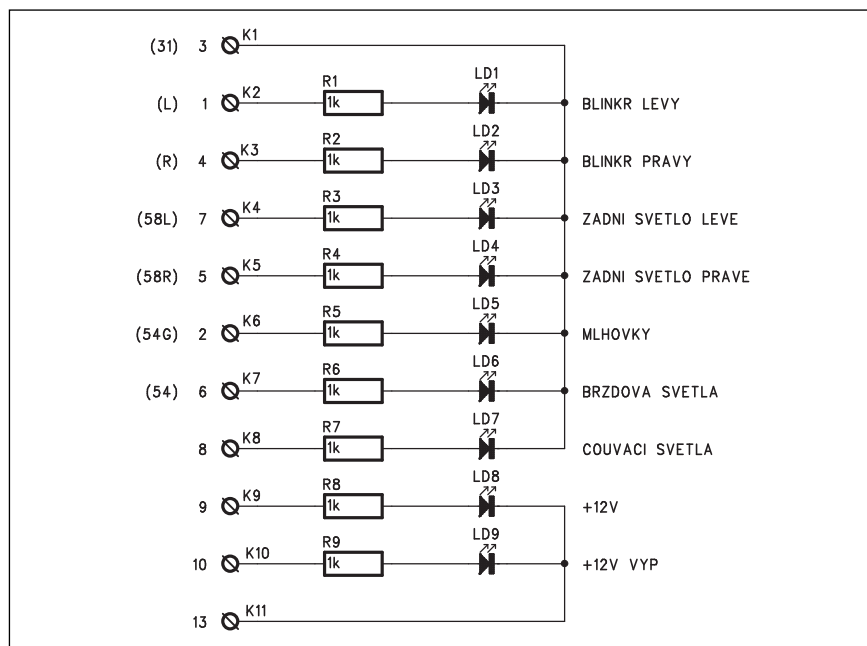 (31) 3 K1
LD1
R1
(L) 1 K2 1k BLINKR LEVY
LD2
R2
(R) 4 K3 1k BLINKR PRAVY
LD3
R3
(58L) 7 K4 1k ZADNI SVETLO LEVE
LD4
R4
(58R) 5 K5 1k ZADNI SVETLO PRAVE
LD5
R5
(54G) 2 K6 1k MLHOVKY
LD6
R6
(54) 6 K7 1k BRZDOVA SVETLA
LD7
R7
8 K8 1k COUVACI SVETLA
LD8
R8
9 K9 1k +12V
LD9
R9
10 K10 1k +12V VYP
13 K11